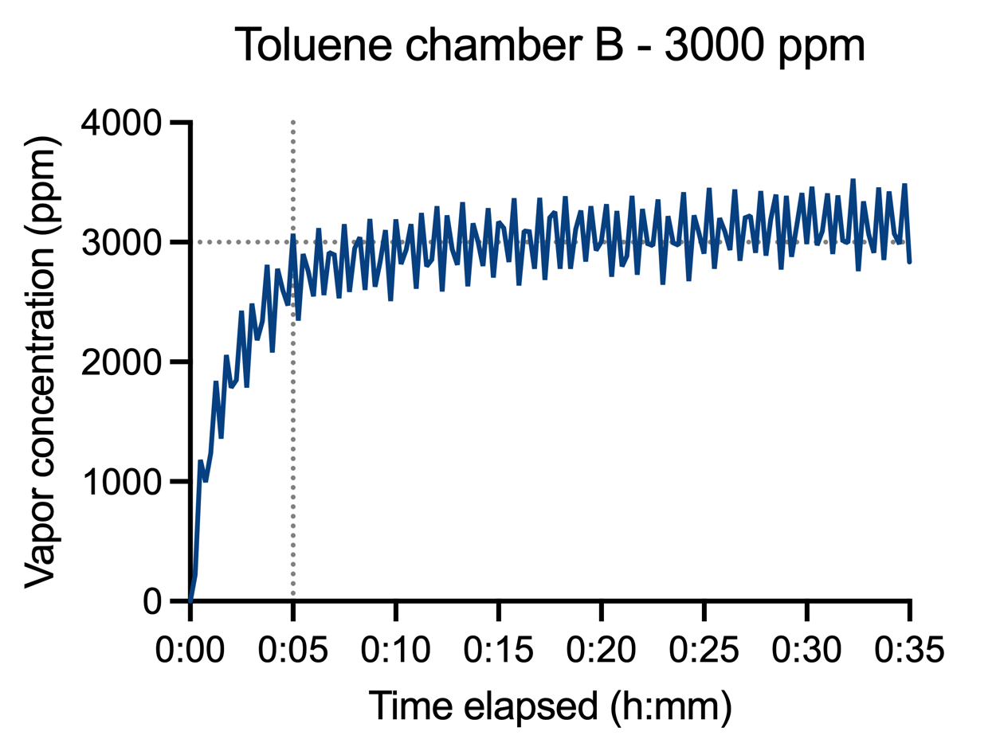 Toluene chamber B - 3000 ppm
Vapor concentration (ppm)
4000
3000
2000
1000
0
0:00 0:05 0:10 0:15 0:20 0:25 0:30 0:35
Time elapsed (h:mm)